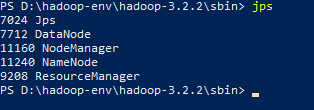 PS D:\hadoop-env\hadoop-3.2.2\sbin> jps
7024 Jps
7712 DataNode
11160 NodeManager
11240 NameNode
9208 ResourceManager
PS D:\hadoop-env\hadoop-3.2.2\sbin>